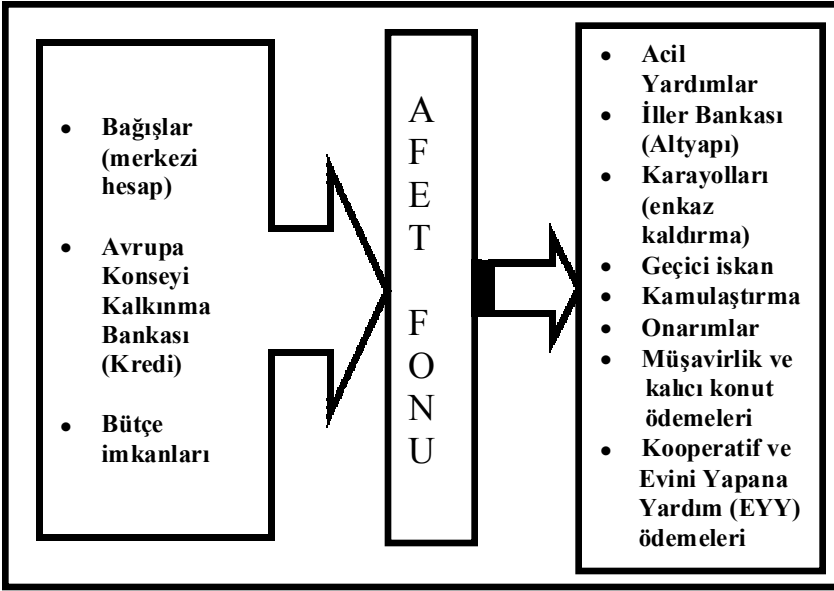 • Bağışlar
(merkezi
hesap)
• Avrupa
Konseyi
Kalkınma
Bankası
(Kredi)
• Bütçe
imkanları
A
F
E
T
F
O
N
U
• Acil
Yardımlar
• İller Bankası
(Altyapı)
• Karayolları
(enkaz
kaldırma)
• Geçici iskan
• Kamulaştırma
• Onarımlar
• Müşavirlik ve
kalıcı konut
ödemeleri
• Kooperatif ve
Evini Yapana
Yardım (EYY)
ödemeleri